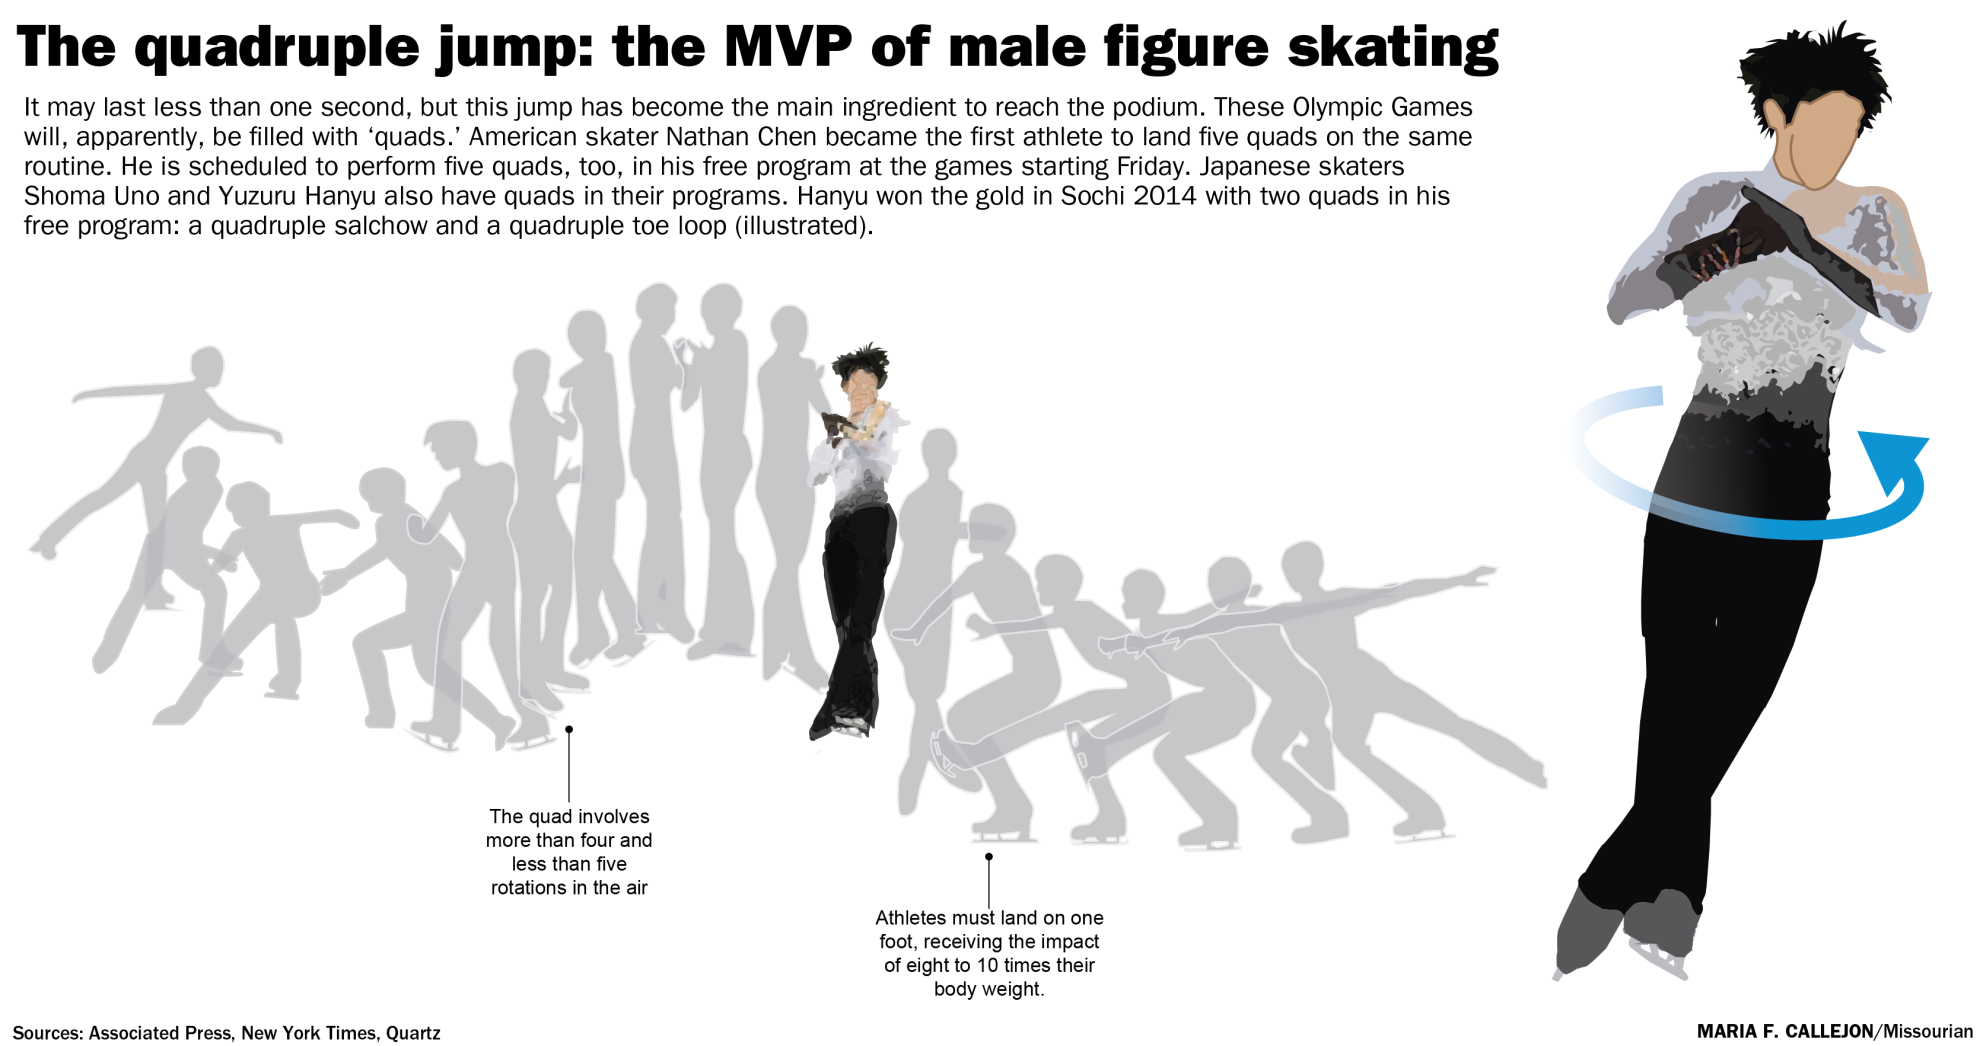 The quadruple jump: the MVP of male figure skating
It may last less than one second, but this jump has become the main ingredient to reach the podium. These Olympic Games
will, apparently, be filled with ‘quads.’ American skater Nathan Chen became the first athlete to land five quads on the same
routine. He is scheduled to perform five quads, too, in his free program at the games starting Friday. Japanese skaters
Shoma Uno and Yuzuru Hanyu also have quads in their programs. Hanyu won the gold in Sochi 2014 with two quads in his
free program: a quadruple salchow and a quadruple toe loop (illustrated).
The quad involves
more than four and
less than five
rotations in the air
Athletes must land on one
foot, receiving the impact
of eight to 10 times their
body weight.
Sources: Associated Press, New York Times, Quartz
MARIA F. CALLEJON/Missourian